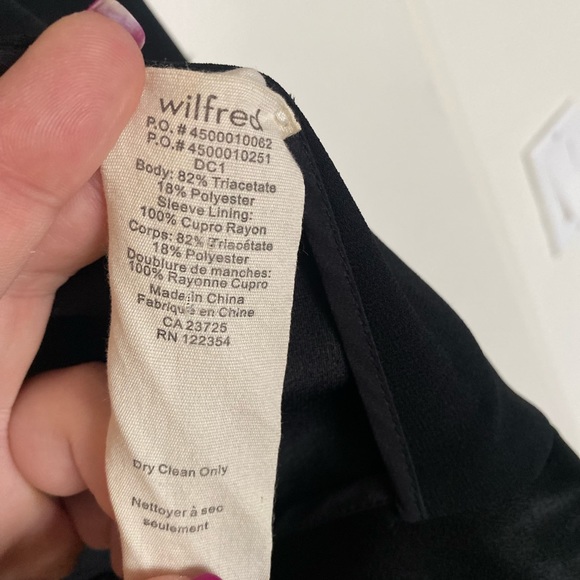 wilfred
P.O.#4500010062
P.O.#4500010251
DC1
Body: 82% Triacetate
18% Polyester
Sleeve Lining:
100% Cupro Rayon
Corps: 82% Triacétate
18% Polyester
Doublure de manches:
100% Rayonne Cupro
Made in China
Fabriqué en Chine
CA 23725
RN 122354
Dry Clean Only
Nettoyer à sec
seulement